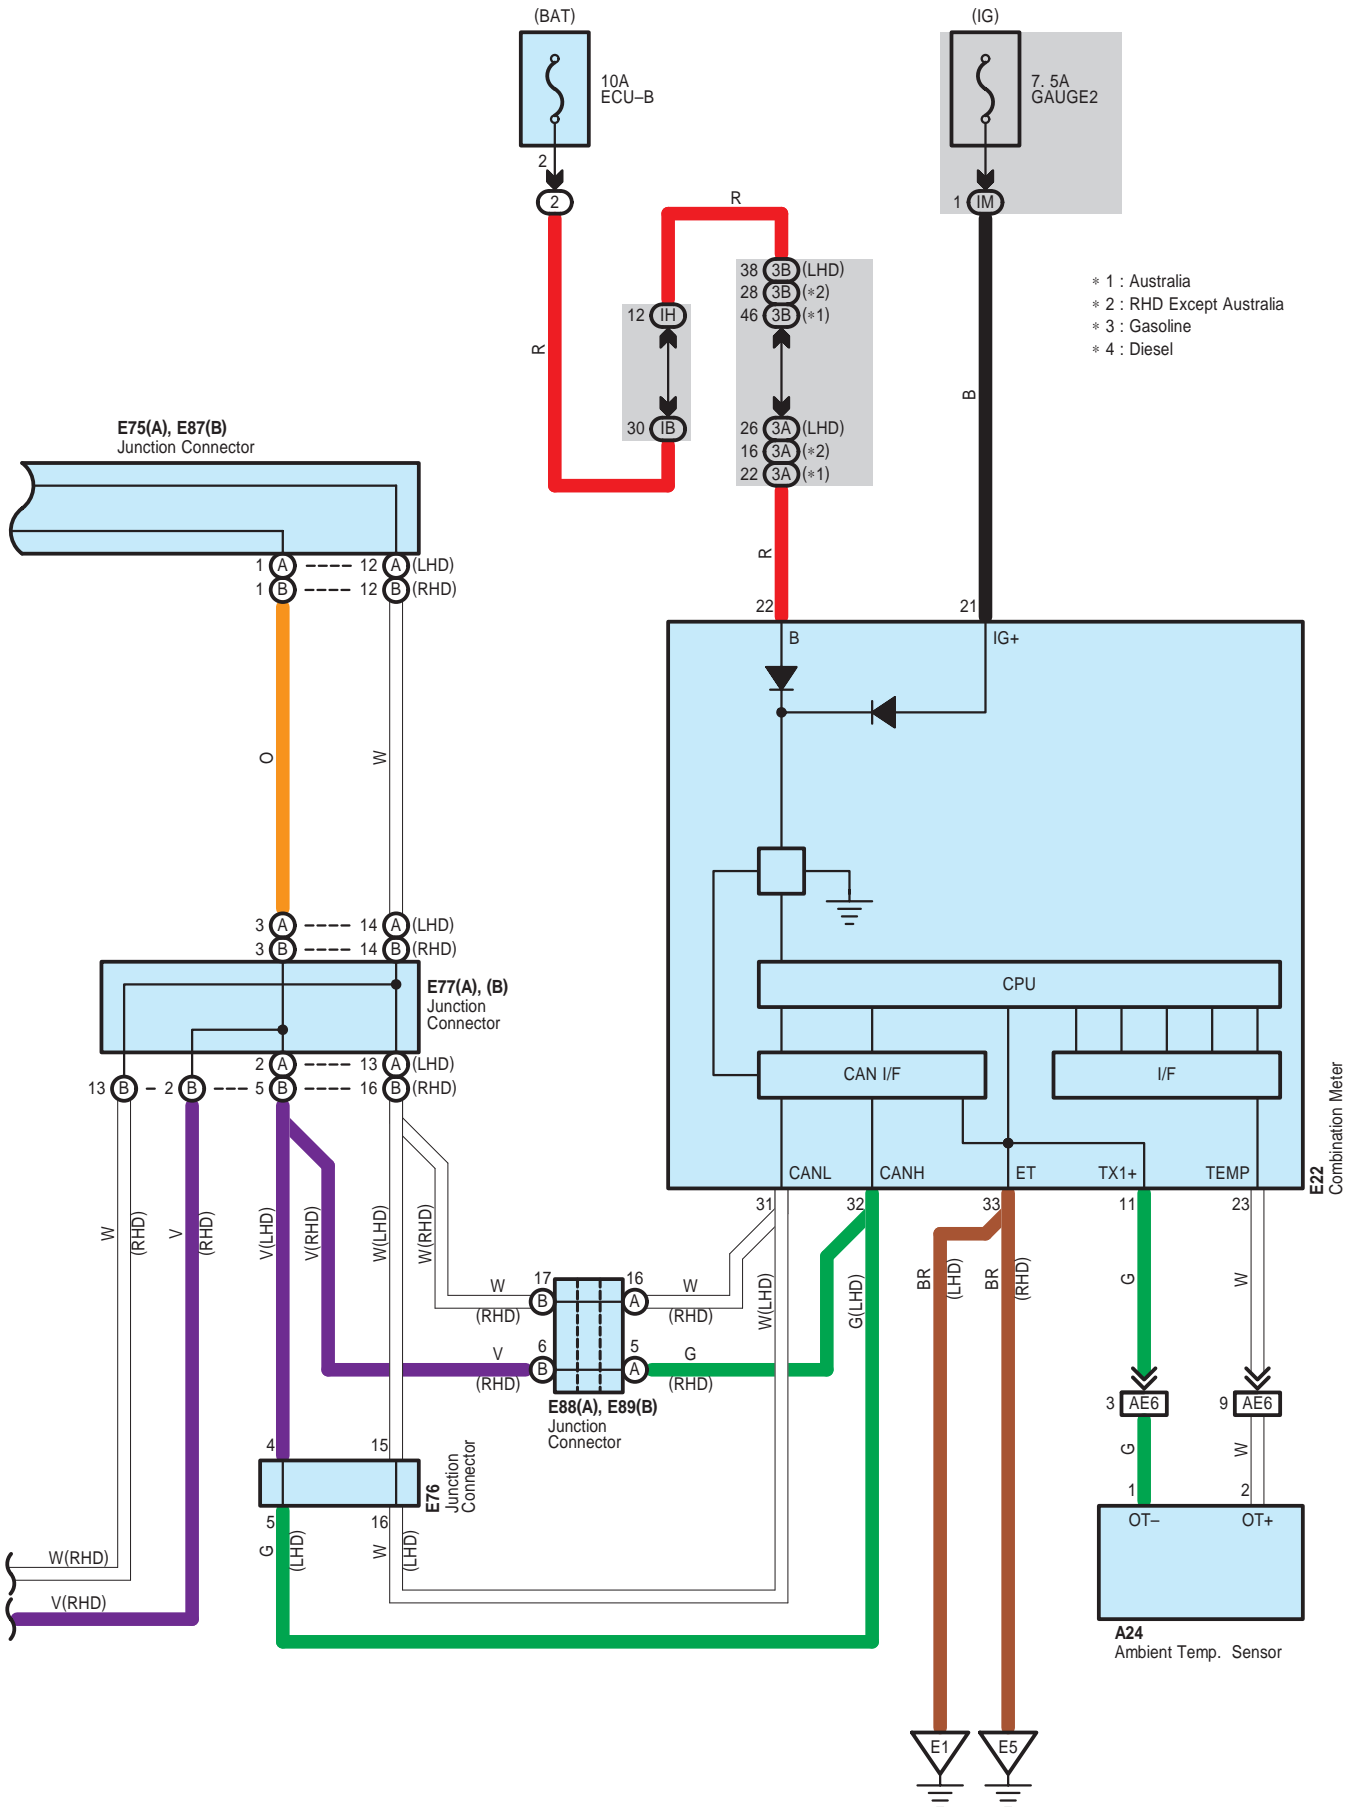 (BAT)
(IG)
10A
ECU–B
7. 5A
GAUGE2
2
2
1 IM
R
38 3B (LHD)
28 3B (∗2)
46 3B (∗1)
∗ 1 : Australia
∗ 2 : RHD Except Australia
∗ 3 : Gasoline
∗ 4 : Diesel
12 IH
R
B
30 IB
26 3A (LHD)
16 3A (∗2)
22 3A (∗1)
E75(A), E87(B)
Junction Connector
R
1 A 12 A (LHD)
1 B 12 B (RHD)
22
21
B
IG+
O
W
3 A 14 A (LHD)
3 B 14 B (RHD)
E77(A), (B)
Junction
Connector
CPU
2 A 13 A (LHD)
13 B 2 B 5 B 16 B (RHD)
CAN I/F
I/F
E22
Combination Meter
CANL
CANH
ET
TX1+
TEMP
31
32
33
11
23
W
(RHD)
V
(RHD)
V(LHD)
V(RHD)
W(LHD)
W(RHD)
W(LHD)
G(LHD)
BR
(LHD)
BR
(RHD)
G
W
W
(RHD)
17
B
16
A
W
(RHD)
V
(RHD)
6
B
5
A
G
(RHD)
E88(A), E89(B)
Junction
Connector
3 AE6
9 AE6
G
W
4
15
E76
Junction
Connector
5
16
G
(LHD)
W
(LHD)
1
2
OT–
OT+
W(RHD)
V(RHD)
A24
Ambient Temp. Sensor
E1
E5